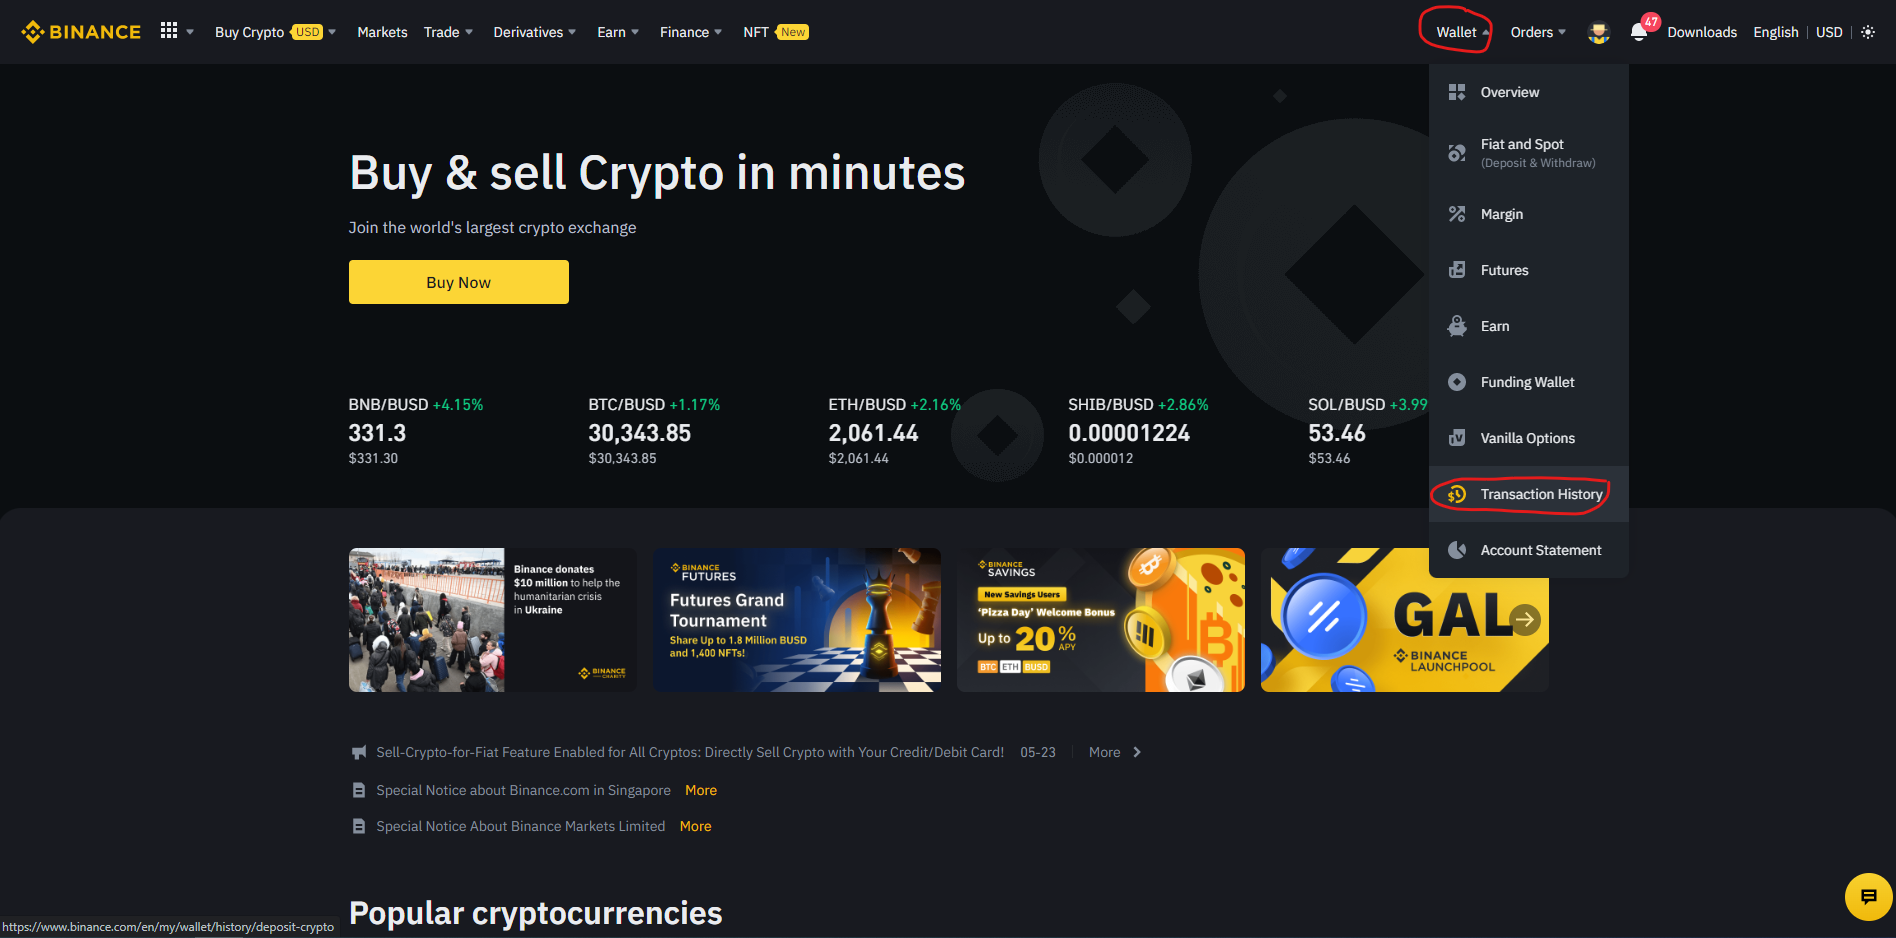 BINANCE
Buy Crypto USD
Markets
Trade
Derivatives
Earn
Finance
NFT New
Wallet
Orders
47
Downloads
English
USD
Overview
Fiat and Spot
(Deposit & Withdraw)
Margin
Futures
Earn
Funding Wallet
Vanilla Options
Transaction History
Account Statement
Buy & sell Crypto in minutes
Join the world's largest crypto exchange
Buy Now
BNB/BUSD +4.15%
331.3
$331.30
BTC/BUSD +1.17%
30,343.85
$30,343.85
ETH/BUSD +2.16%
2,061.44
$2,061.44
SHIB/BUSD +2.86%
0.00001224
$0.000012
SOL/BUSD +3.99
53.46
$53.46
Binance donates
$10 million to help the
humanitarian crisis
in Ukraine
BINANCE
CHARITY
BINANCE
FUTURES
Futures Grand
Tournament
Share Up to 1.8 Million BUSD
and 1,400 NFTs!
BINANCE
SAVINGS
New Savings Users
'Pizza Day' Welcome Bonus
Up to 20% APY
BTC ETH BUSD
GAL
BINANCE
LAUNCHPOOL
Sell-Crypto-for-Fiat Feature Enabled for All Cryptos: Directly Sell Crypto with Your Credit/Debit Card! 05-23 More
Special Notice about Binance.com in Singapore More
Special Notice About Binance Markets Limited More
Popular cryptocurrencies
https://www.binance.com/en/my/wallet/history/deposit-crypto